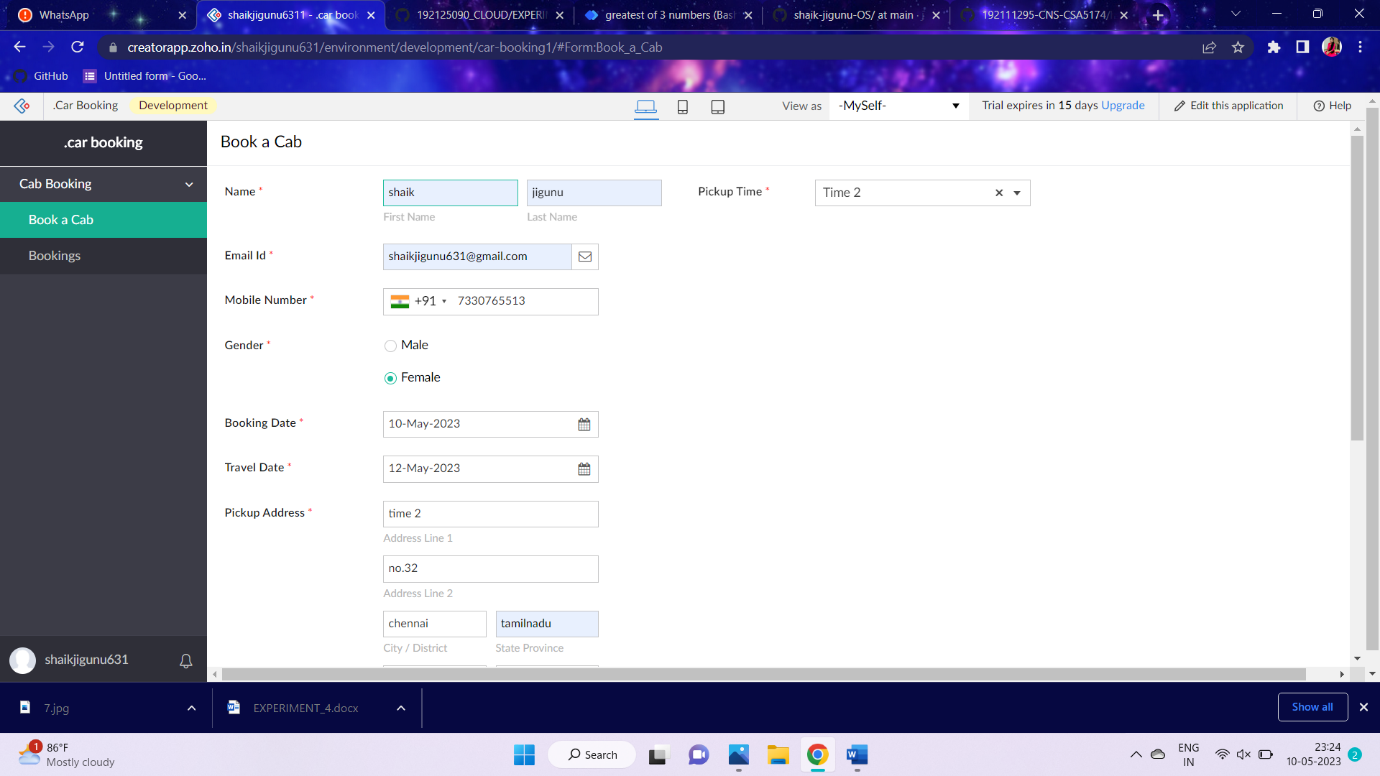 WhatsApp
shaikjigunu6311 - .car book
192125090_CLOUD/EXPERI
greatest of 3 numbers (Bash
shaik-jigunu-OS/ at main
192111295-CNS-CSA5174/
creatorapp.zoho.in/shaikjigunu631/environment/development/car-booking1/#Form:Book_a_Cab
GitHub
Untitled form - Goo...
.Car Booking
Development
View as
-MySelf-
Trial expires in 15 days Upgrade
Edit this application
Help
.car booking
Cab Booking
Book a Cab
Bookings
shaikjigunu631
Book a Cab
Name *
shaik
jigunu
First Name
Last Name
Pickup Time *
Time 2
Email Id *
shaikjigunu631@gmail.com
Mobile Number *
+91
7330765513
Gender *
Male
Female
Booking Date *
10-May-2023
Travel Date *
12-May-2023
Pickup Address *
time 2
Address Line 1
no.32
Address Line 2
chennai
tamilnadu
City / District
State Province
7.jpg
EXPERIMENT_4.docx
Show all
1
86°F
Mostly cloudy
Search
ENG
IN
23:24
10-05-2023
2